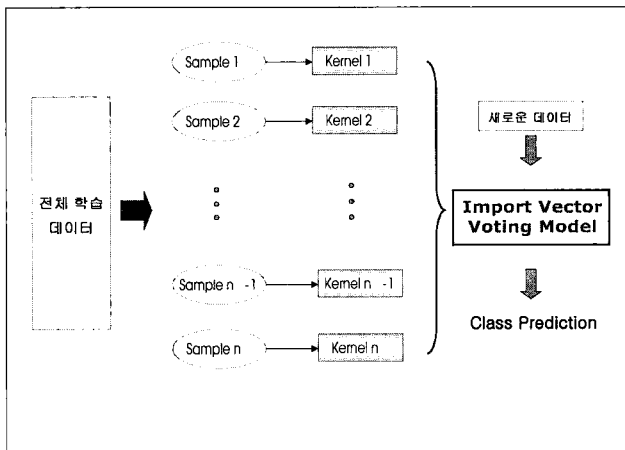 Sample 1
Kernel 1
Sample 2
Kernel 2
전체 학습
데이터
Sample n -1
Kernel n -1
Sample n
Kernel n
새로운 데이터
Import Vector
Voting Model
Class Prediction